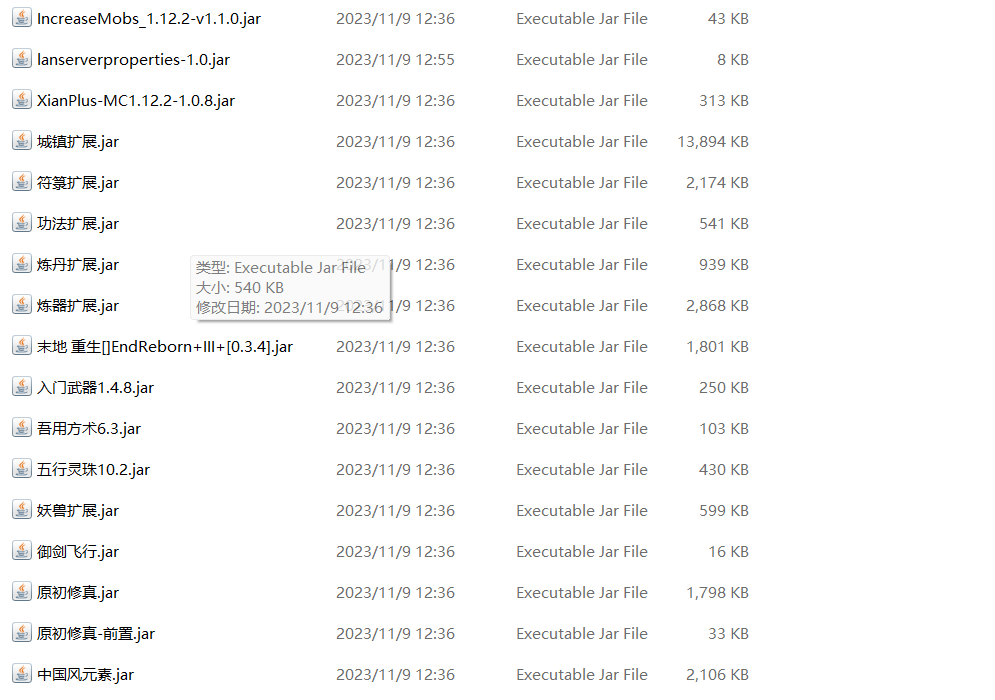 IncreaseMobs_1.12.2-v1.1.0.jar 2023/11/9 12:36 Executable Jar File 43 KB
lanserverproperties-1.0.jar 2023/11/9 12:55 Executable Jar File 8 KB
XianPlus-MC1.12.2-1.0.8.jar 2023/11/9 12:36 Executable Jar File 313 KB
城镇扩展.jar 2023/11/9 12:36 Executable Jar File 13,894 KB
符箓扩展.jar 2023/11/9 12:36 Executable Jar File 2,174 KB
功法扩展.jar 2023/11/9 12:36 Executable Jar File 541 KB
炼丹扩展.jar 2023/11/9 12:36 Executable Jar File 939 KB
类型: Executable Jar File
大小: 540 KB
修改日期: 2023/11/9 12:36
炼器扩展.jar 2023/11/9 12:36 Executable Jar File 2,868 KB
末地 重生[]EndReborn+III+[0.3.4].jar 2023/11/9 12:36 Executable Jar File 1,801 KB
入门武器1.4.8.jar 2023/11/9 12:36 Executable Jar File 250 KB
吾用方术6.3.jar 2023/11/9 12:36 Executable Jar File 103 KB
五行灵珠10.2.jar 2023/11/9 12:36 Executable Jar File 430 KB
妖兽扩展.jar 2023/11/9 12:36 Executable Jar File 599 KB
御剑飞行.jar 2023/11/9 12:36 Executable Jar File 16 KB
原初修真.jar 2023/11/9 12:36 Executable Jar File 1,798 KB
原初修真-前置.jar 2023/11/9 12:36 Executable Jar File 33 KB
中国风元素.jar 2023/11/9 12:36 Executable Jar File 2,106 KB